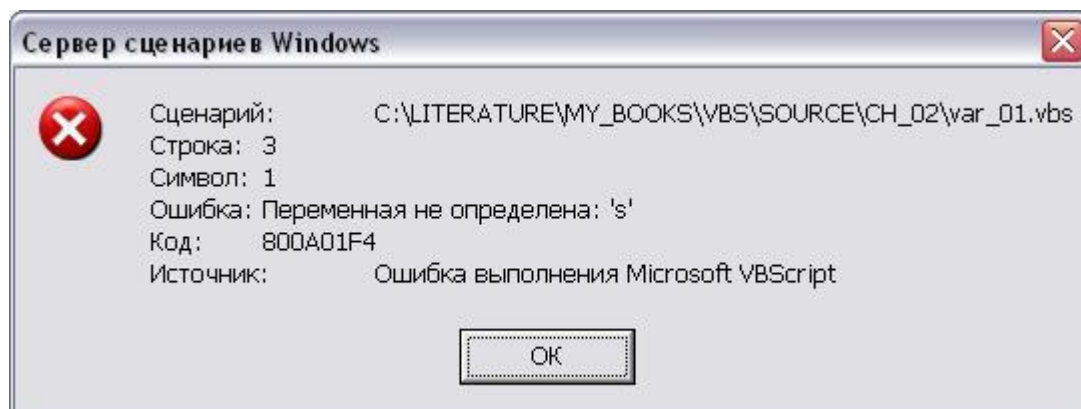 Сервер сценариев Windows
Сценарий: C:\LITERATURE\MY_BOOKS\VBS\SOURCE\CH_02\var_01.vbs
Строка: 3
Символ: 1
Ошибка: Переменная не определена: 's'
Код: 800A01F4
Источник: Ошибка выполнения Microsoft VBScript
ОК